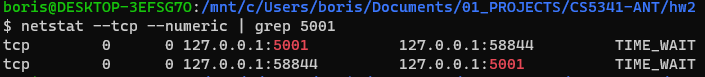 boris@DESKTOP-3EFSG7O:/mnt/c/Users/boris/Documents/01_PROJECTS/CS5341-ANT/hw2
$ netstat --tcp --numeric | grep 5001
tcp        0      0 127.0.0.1:5001          127.0.0.1:58844         TIME_WAIT
tcp        0      0 127.0.0.1:58844         127.0.0.1:5001          TIME_WAIT